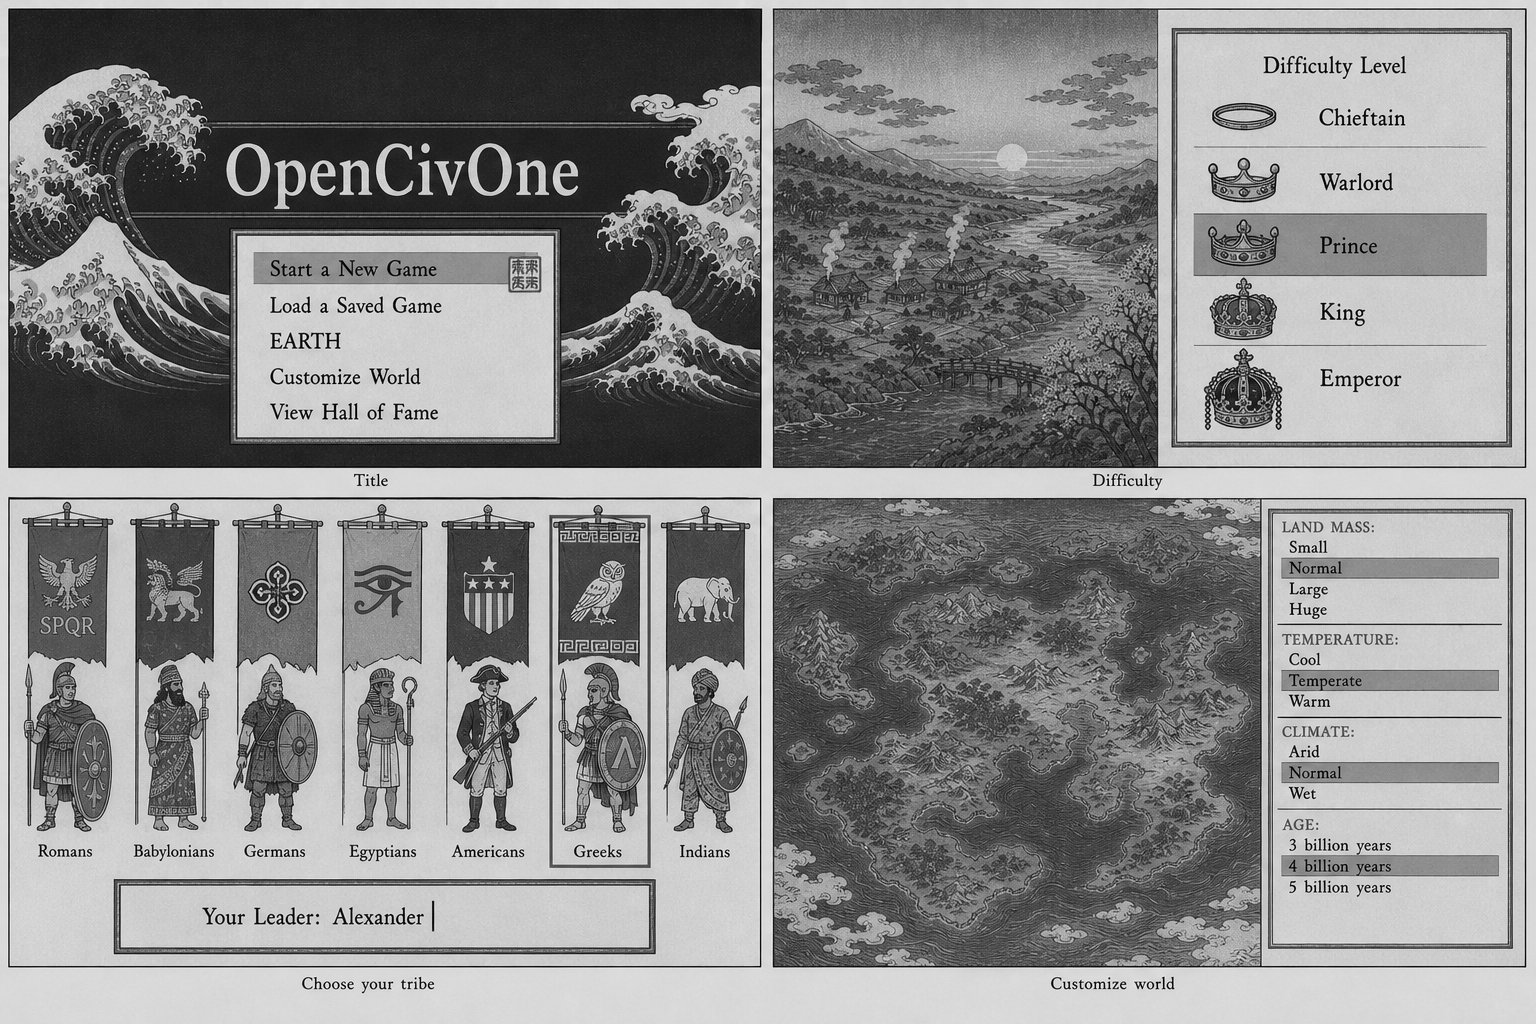 OpenCivOne
Start a New Game
Load a Saved Game
EARTH
Customize World
View Hall of Fame
Title
Difficulty Level
Chieftain
Warlord
Prince
King
Emperor
Difficulty
SPQR
Romans
Babylonians
Germans
Egyptians
Americans
Greeks
Indians
Your Leader: Alexander
Choose your tribe
LAND MASS:
Small
Normal
Large
Huge
TEMPERATURE:
Cool
Temperate
Warm
CLIMATE:
Arid
Normal
Wet
AGE:
3 billion years
4 billion years
5 billion years
Customize world